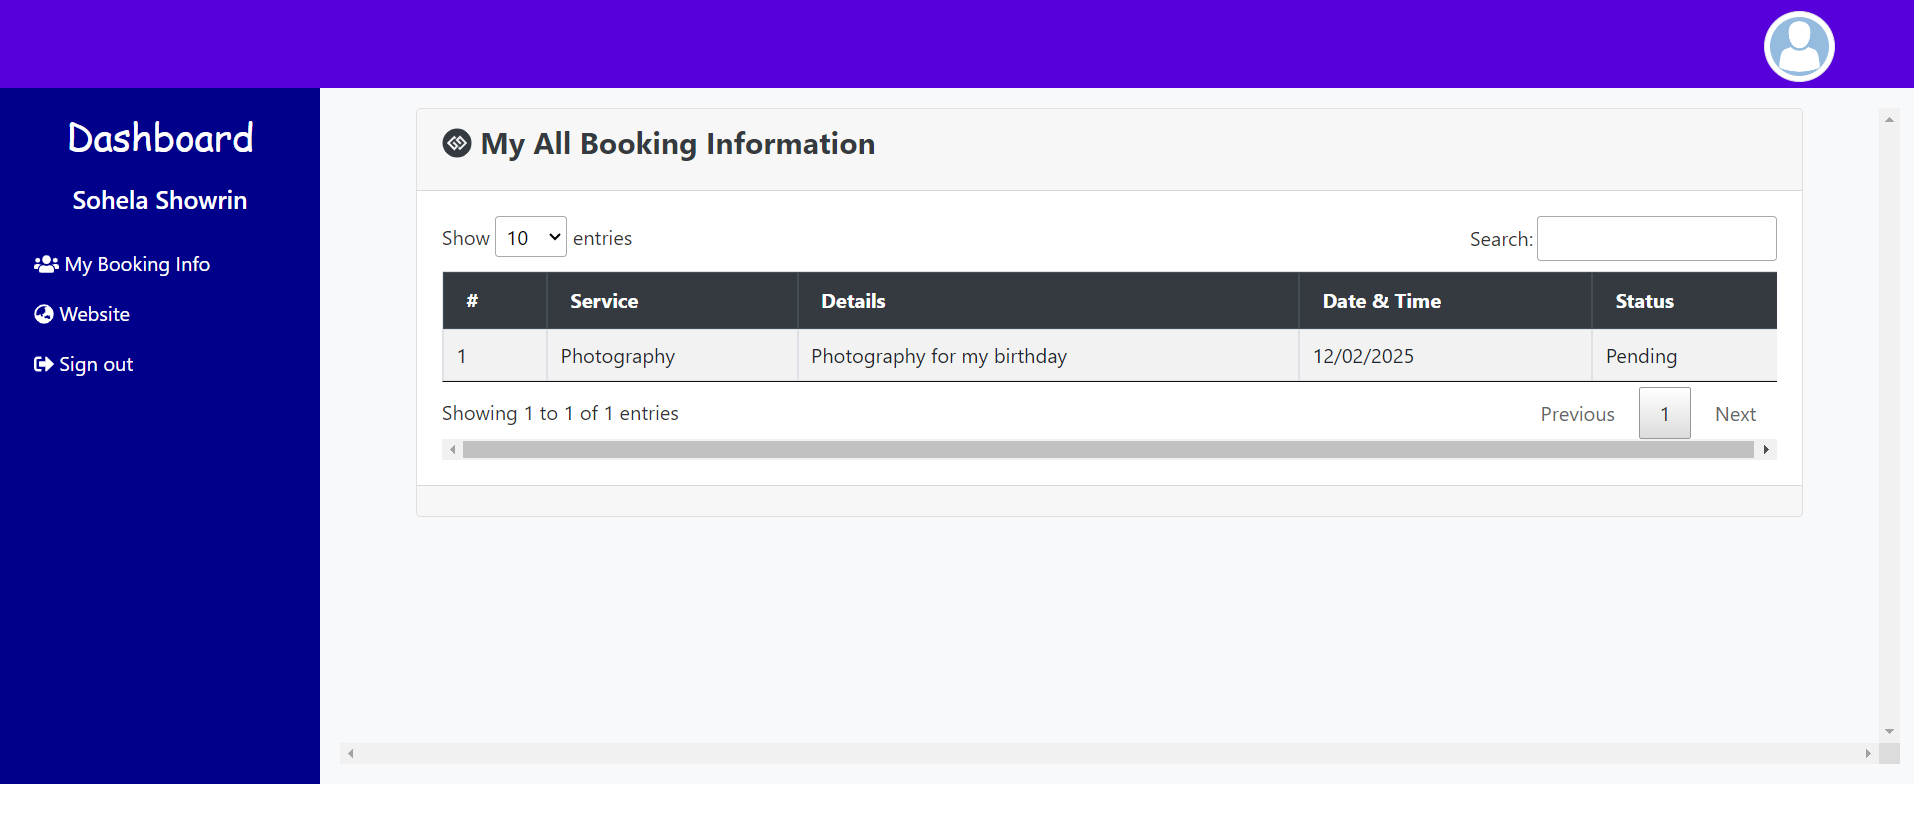 Dashboard
Sohela Showrin
My Booking Info
Website
Sign out
My All Booking Information
Show 10 entries Search:
# Service Details Date & Time Status
1 Photography Photography for my birthday 12/02/2025 Pending
Showing 1 to 1 of 1 entries Previous 1 Next